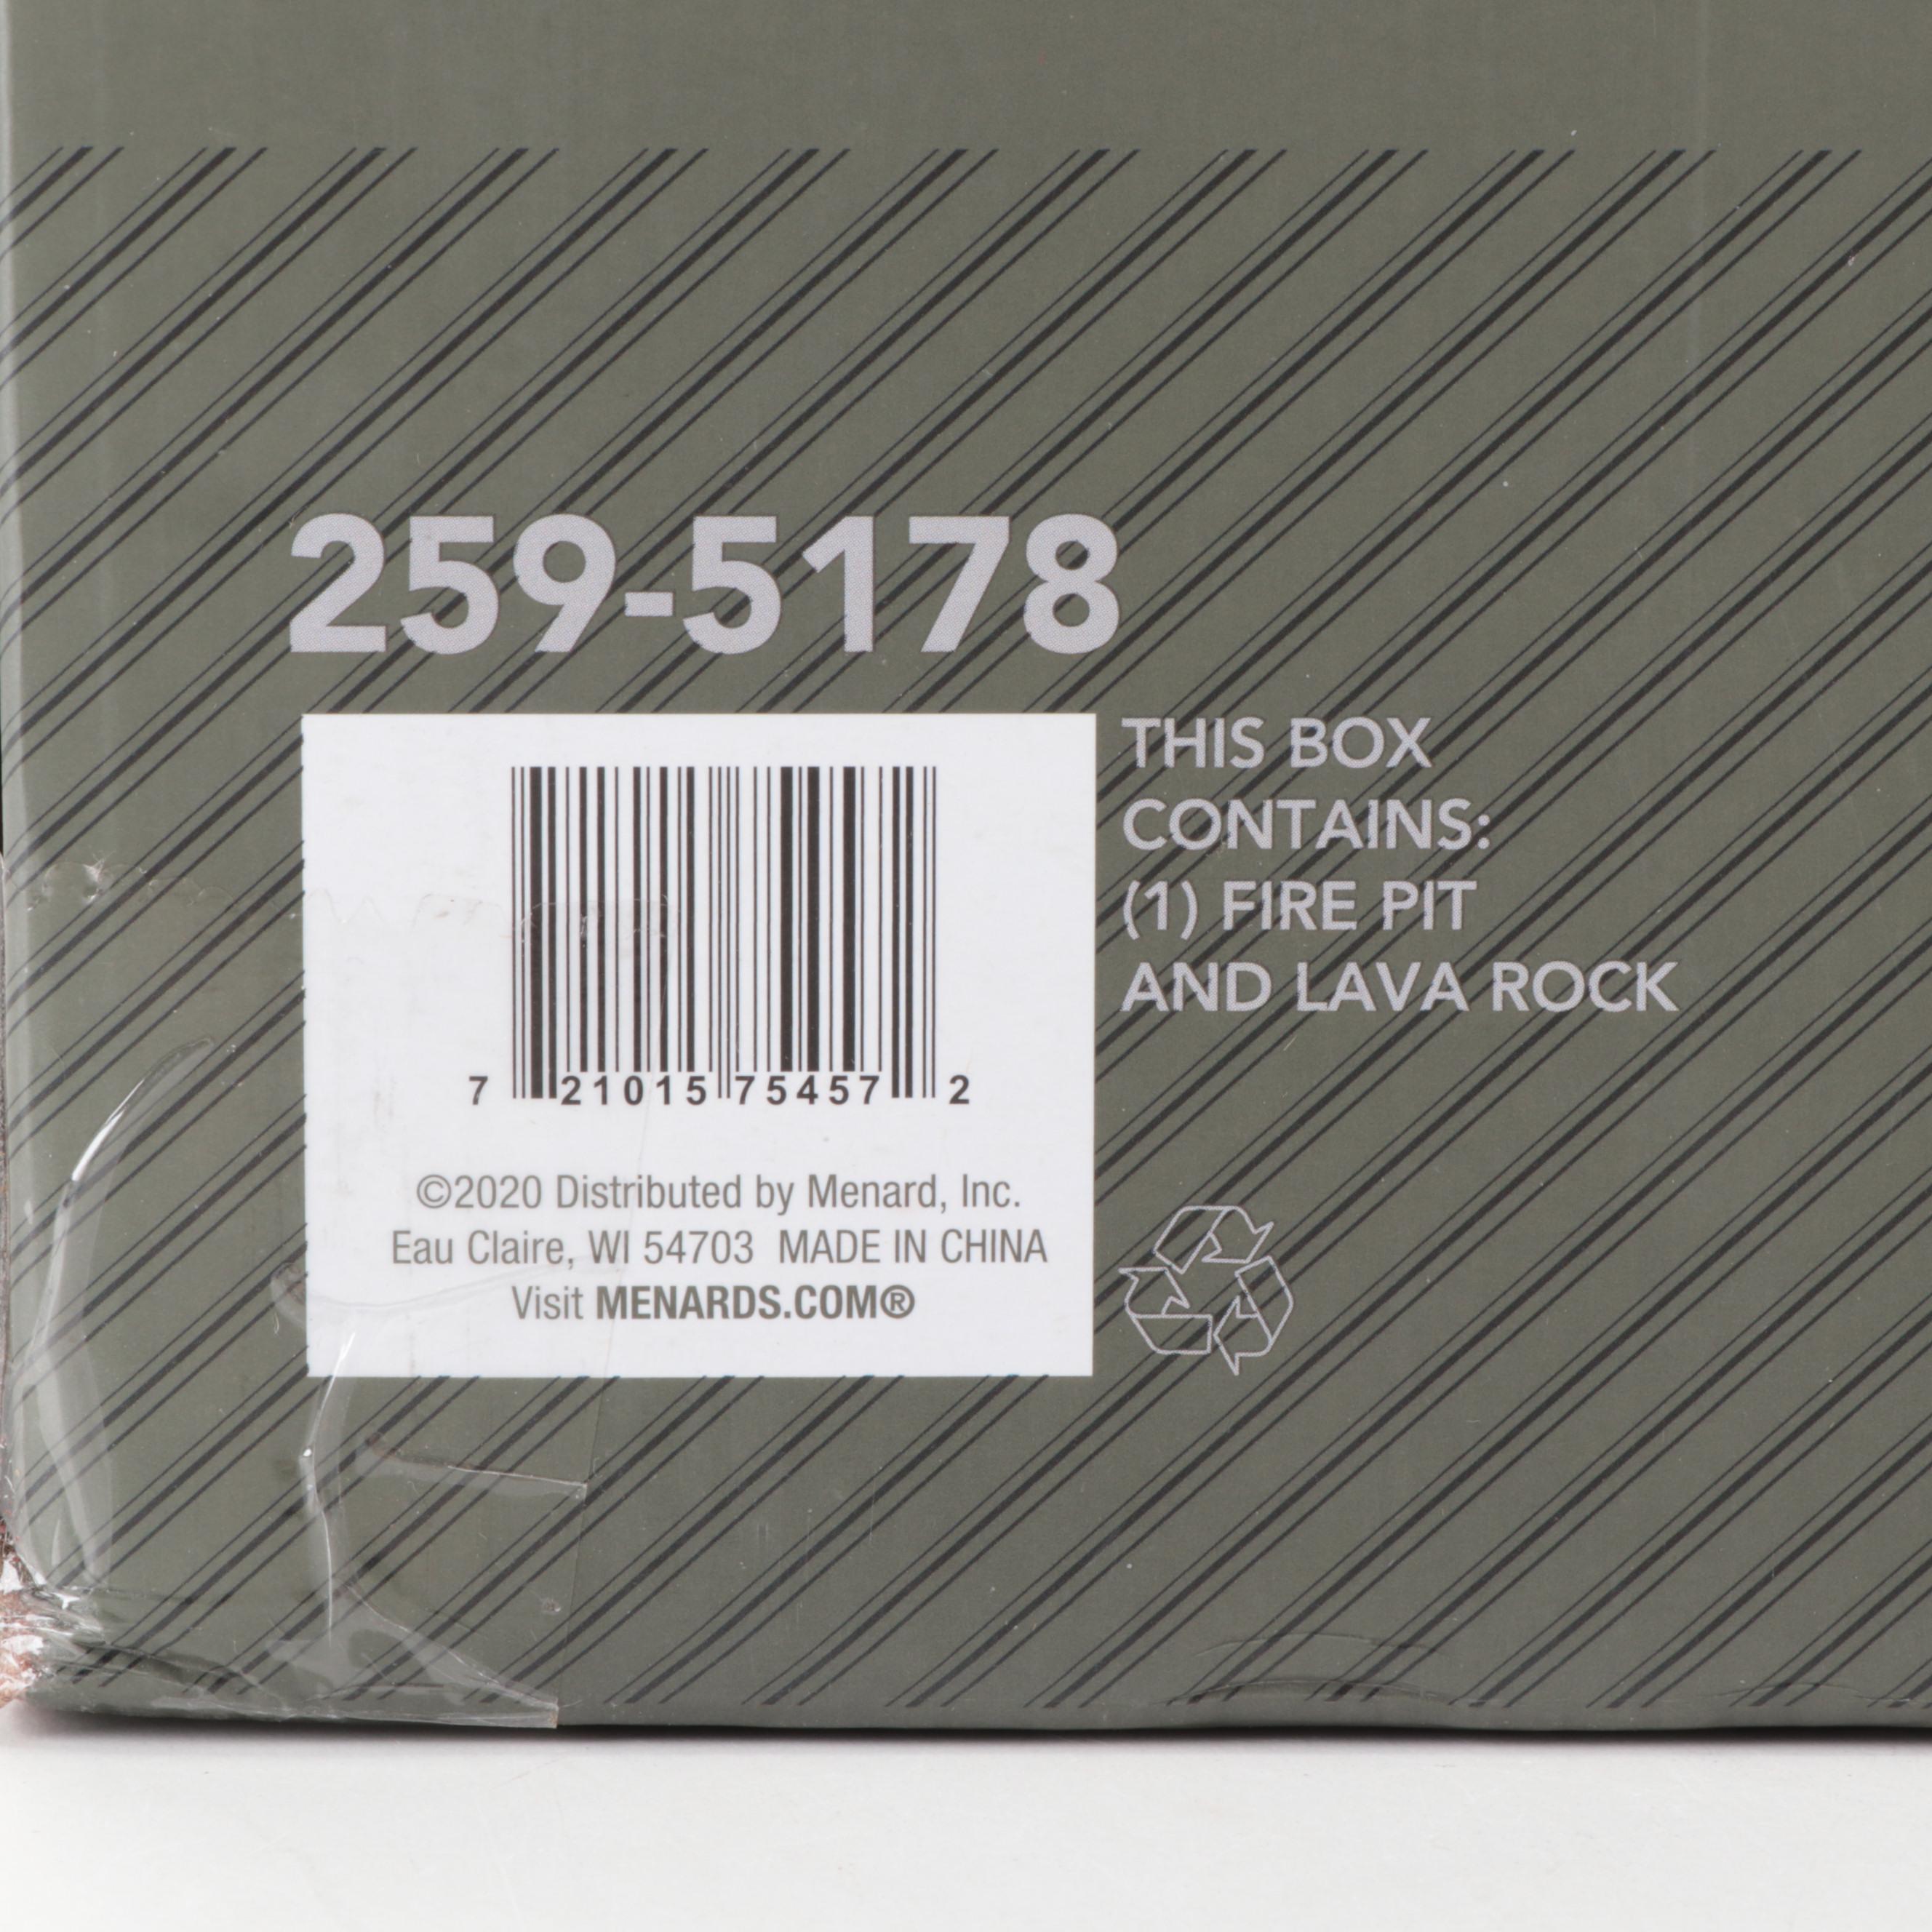 259-5178
THIS BOX
CONTAINS:
(1) FIRE PIT
AND LAVA ROCK
7 21015 75457 2
©2020 Distributed by Menard, Inc.
Eau Claire, WI 54703 MADE IN CHINA
Visit MENARDS.COM®